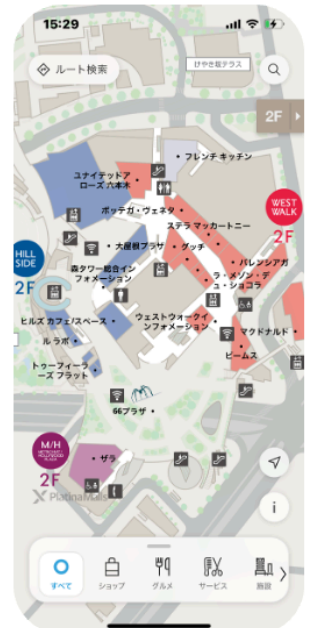 15:29
ルート検索
けやき坂テラス
2F
フレンチ キッチン
ユナイテッドア
ローズ 六本木
ボッテガ・ヴェネタ
ステラ マッカートニー
WEST
WALK
2F
大屋根プラザ
グッチ
HILL
SIDE
2F
バレンシアガ
森タワー総合イン
フォメーション
ラ・メゾン・デ
ュ・ショコラ
ヒルズ カフェ/スペース
ウェストウォークイ
ンフォメーション
マクドナルド
ル ラボ
ビームス
トゥーフィーラ
ーズ フラット
66プラザ
M/H
2F
ザラ
PlatinaMaps
すべて
ショップ
グルメ
サービス
施設